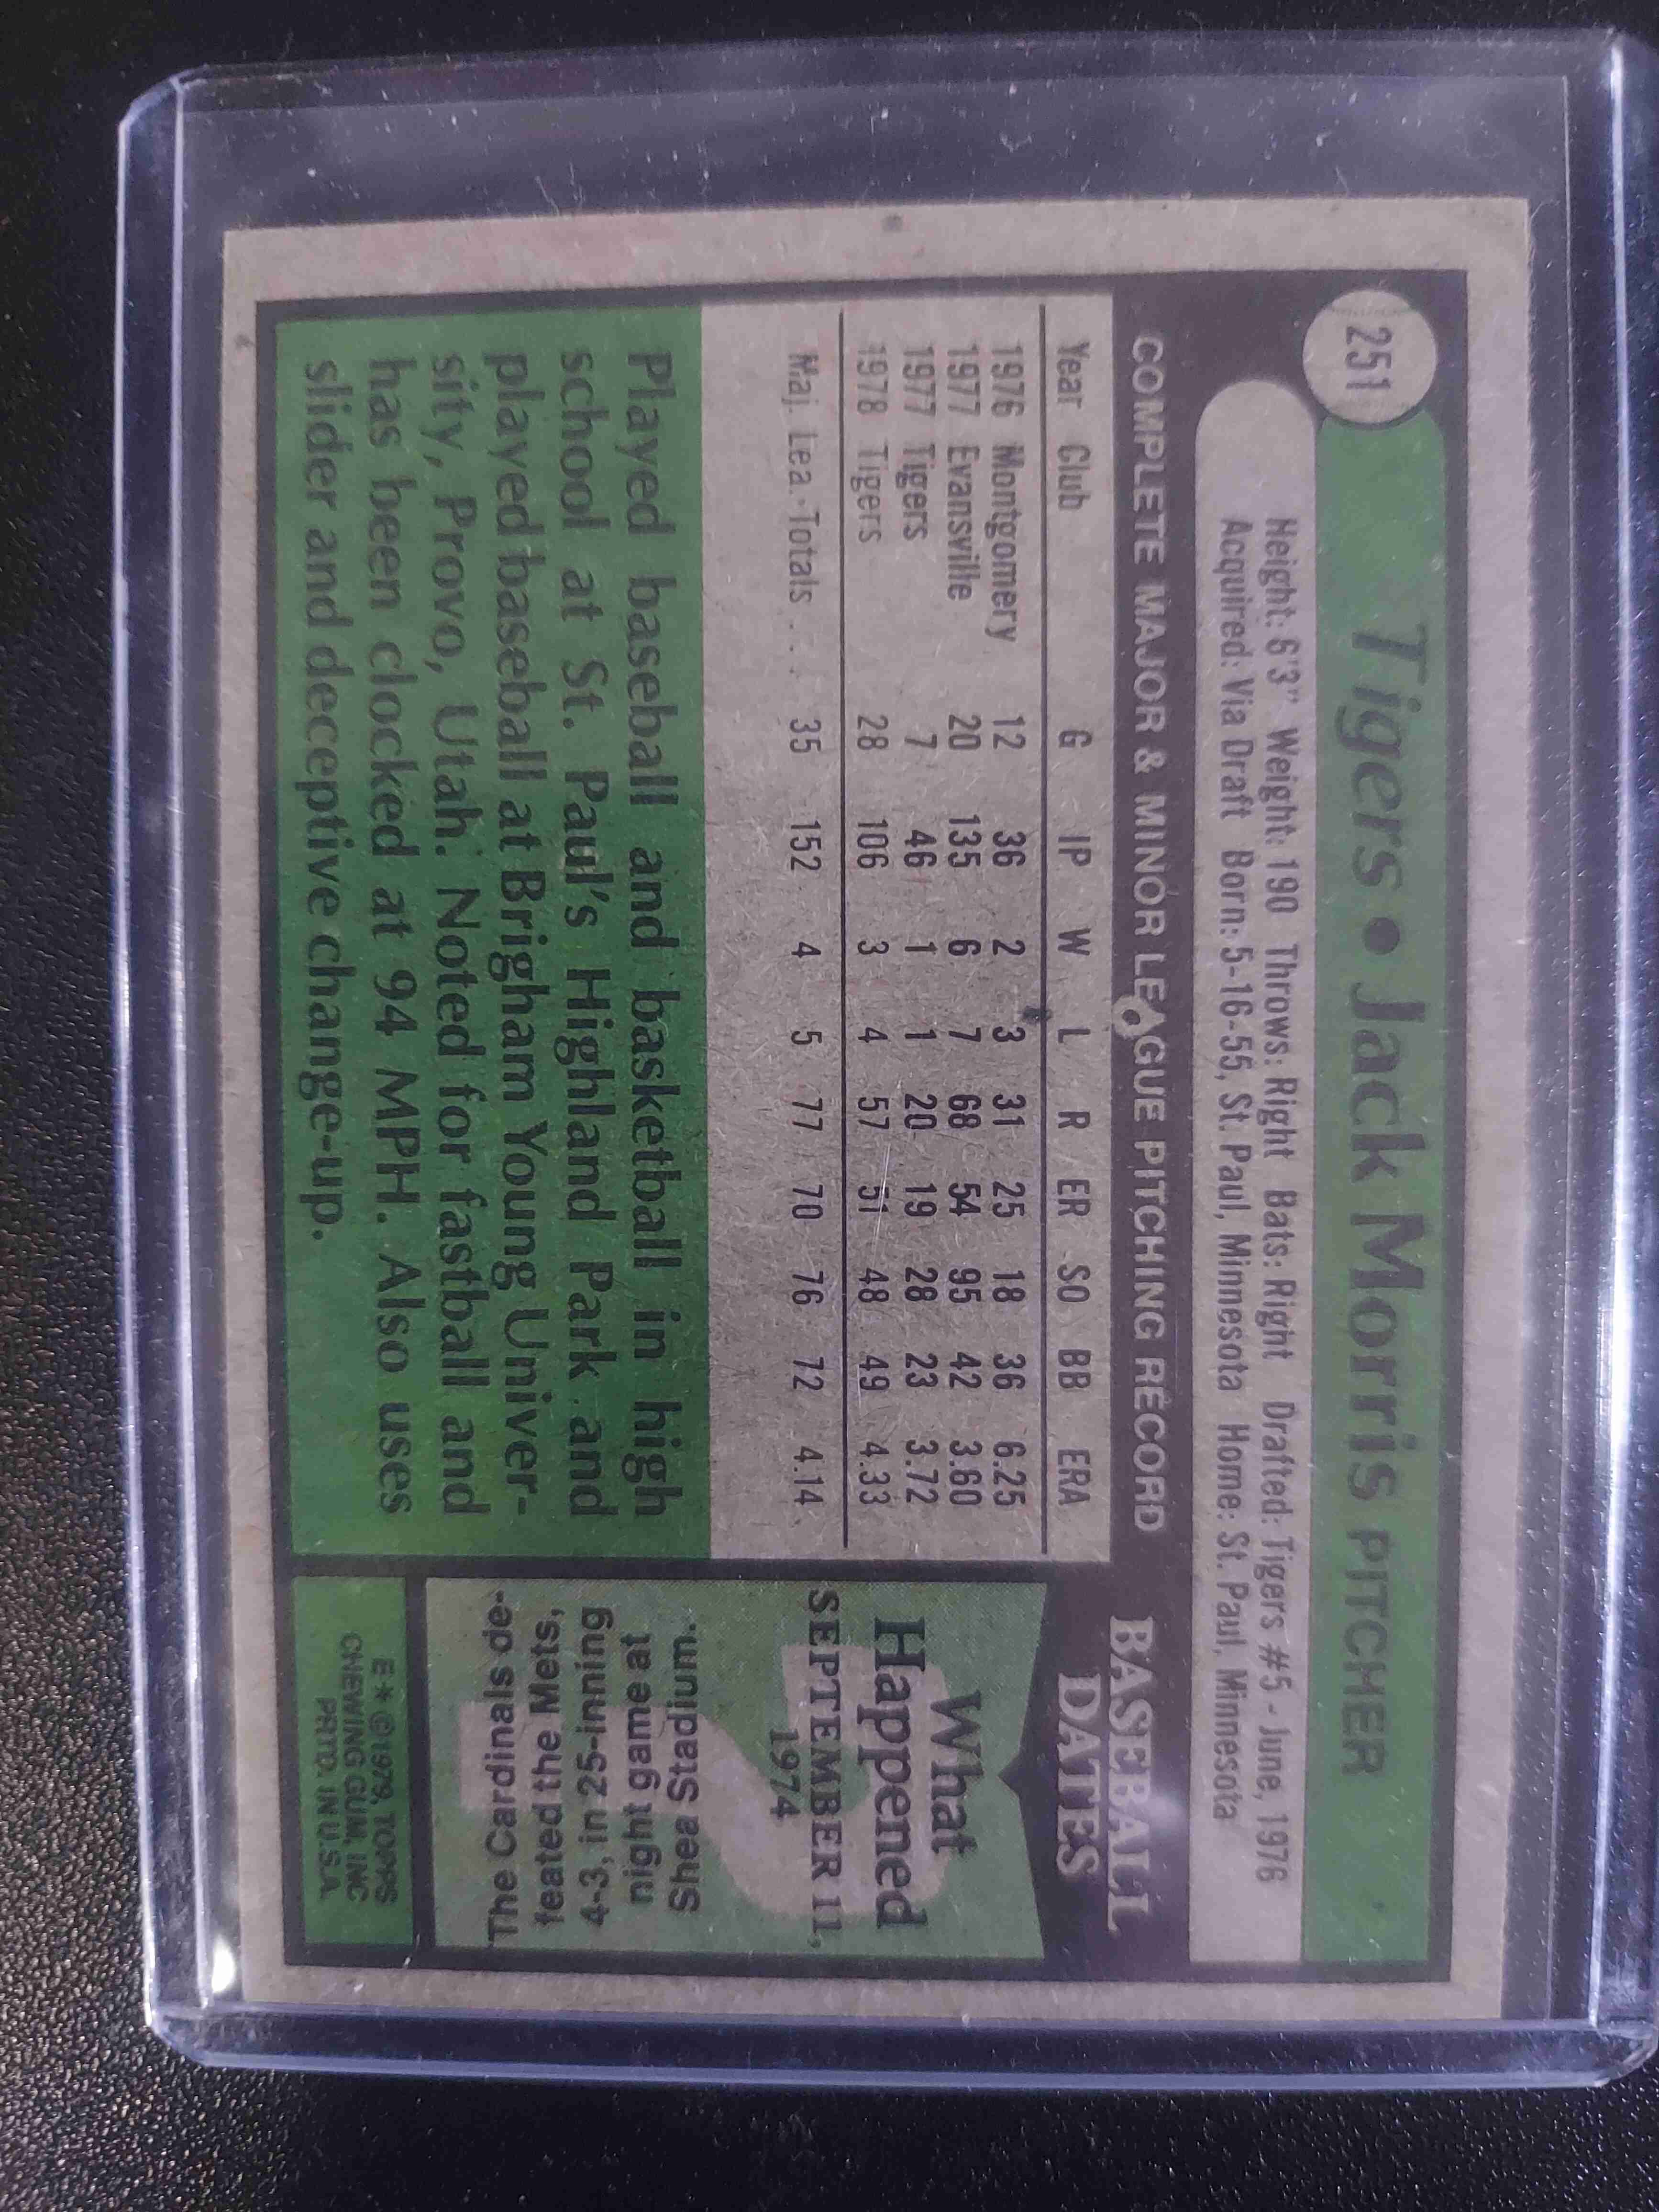 251
Tigers • Jack Morris PITCHER
Height: 6'3" Weight: 190 Throws: Right Bats: Right Drafted: Tigers #5 - June, 1976
Acquired: Via Draft Born: 5-16-55, St. Paul, Minnesota Home: St. Paul, Minnesota
COMPLETE MAJOR & MINOR LEAGUE PITCHING RECORD
Year Club G IP W L R ER SO BB ERA
1976 Montgomery 12 36 2 3 31 25 18 36 6.25
1977 Evansville 20 135 6 7 68 54 95 42 3.60
1977 Tigers 7 46 1 1 20 19 28 23 3.72
1978 Tigers 28 106 3 4 57 51 48 49 4.33
Maj. Lea. Totals . . . 35 152 4 5 77 70 76 72 4.14
Played baseball and basketball in high
school at St. Paul's Highland Park and
played baseball at Brigham Young Univer-
sity, Provo, Utah. Noted for fastball and
has been clocked at 94 MPH. Also uses
slider and deceptive change-up.
BASEBALL
DATES
What
Happened
SEPTEMBER 11,
1974
The Cardinals de-
feated the Mets,
4-3, in 25-inning
night game at
Shea Stadium.
E** © 1979, TOPPS
CHEWING GUM, INC
PRTD. IN U.S.A.